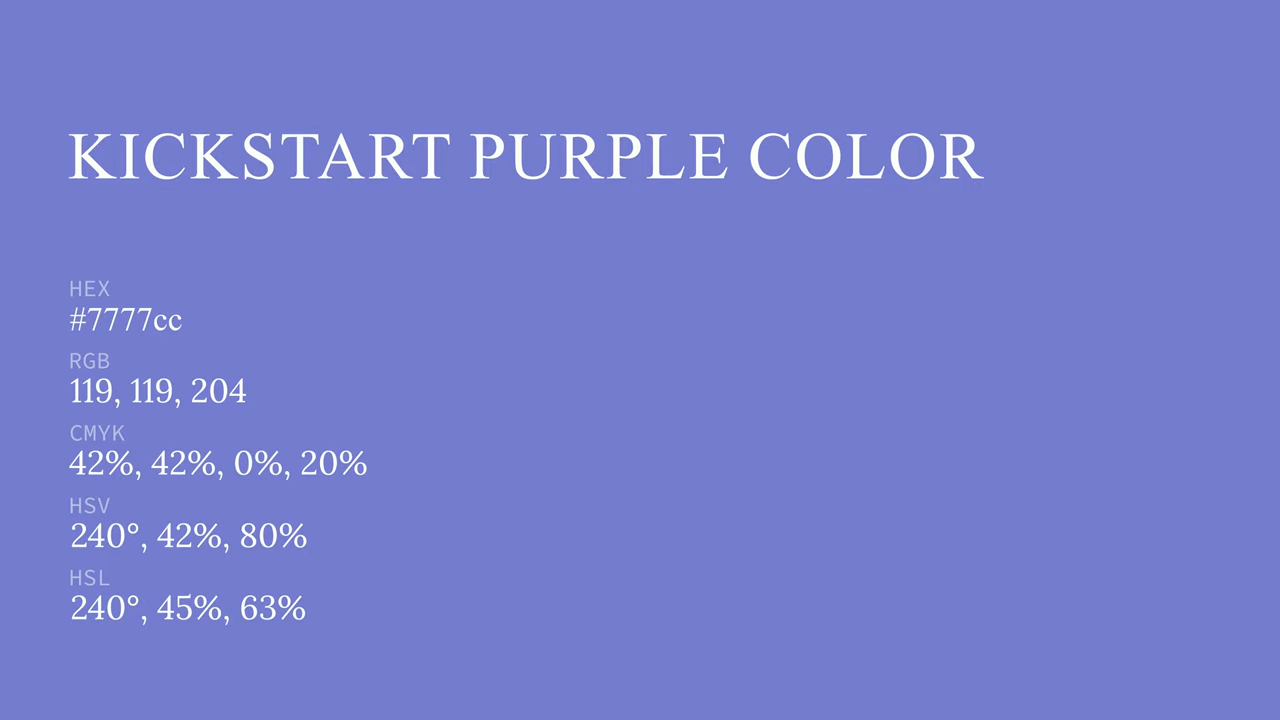 KICKSTART PURPLE COLOR
HEX
#7777cc
RGB
119, 119, 204
CMYK
42%, 42%, 0%, 20%
HSV
240°, 42%, 80%
HSL
240°, 45%, 63%